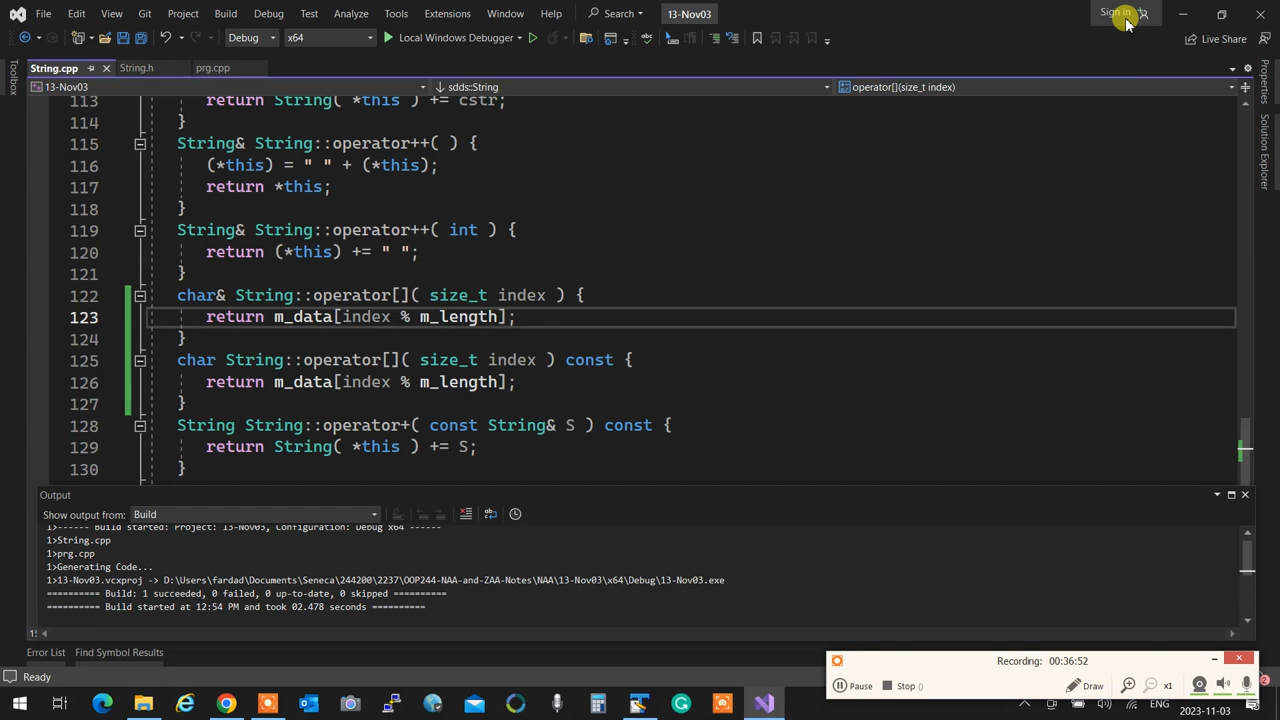 File Edit View Git Project Build Debug Test Analyze Tools Extensions Window Help Search 13-Nov03 Sign in
Debug x64 Local Windows Debugger Live Share
String.cpp String.h prg.cpp
13-Nov03 sdds::String operator[](size_t index)
113 return String( *this ) += cstr;
114 }
115 String& String::operator++( ) {
116 (*this) = " " + (*this);
117 return *this;
118 }
119 String& String::operator++( int ) {
120 return (*this) += " ";
121 }
122 char& String::operator[]( size_t index ) {
123 return m_data[index % m_length];
124 }
125 char String::operator[]( size_t index ) const {
126 return m_data[index % m_length];
127 }
128 String String::operator+( const String& S ) const {
129 return String( *this ) += S;
130 }
Toolbox
Properties
Solution Explorer
Output
Show output from: Build
1>------ Build started: Project: 13-Nov03, Configuration: Debug x64 ------
1>String.cpp
1>prg.cpp
1>Generating Code...
1>13-Nov03.vcxproj -> D:\Users\fardad\Documents\Seneca\244200\2237\OOP244-NAA-and-ZAA-Notes\NAA\13-Nov03\x64\Debug\13-Nov03.exe
========== Build: 1 succeeded, 0 failed, 0 up-to-date, 0 skipped ==========
========== Build started at 12:54 PM and took 02.478 seconds ==========
Error List Find Symbol Results
Ready
Recording: 00:36:52
Pause Stop () Draw x1
ENG 2023-11-03 2